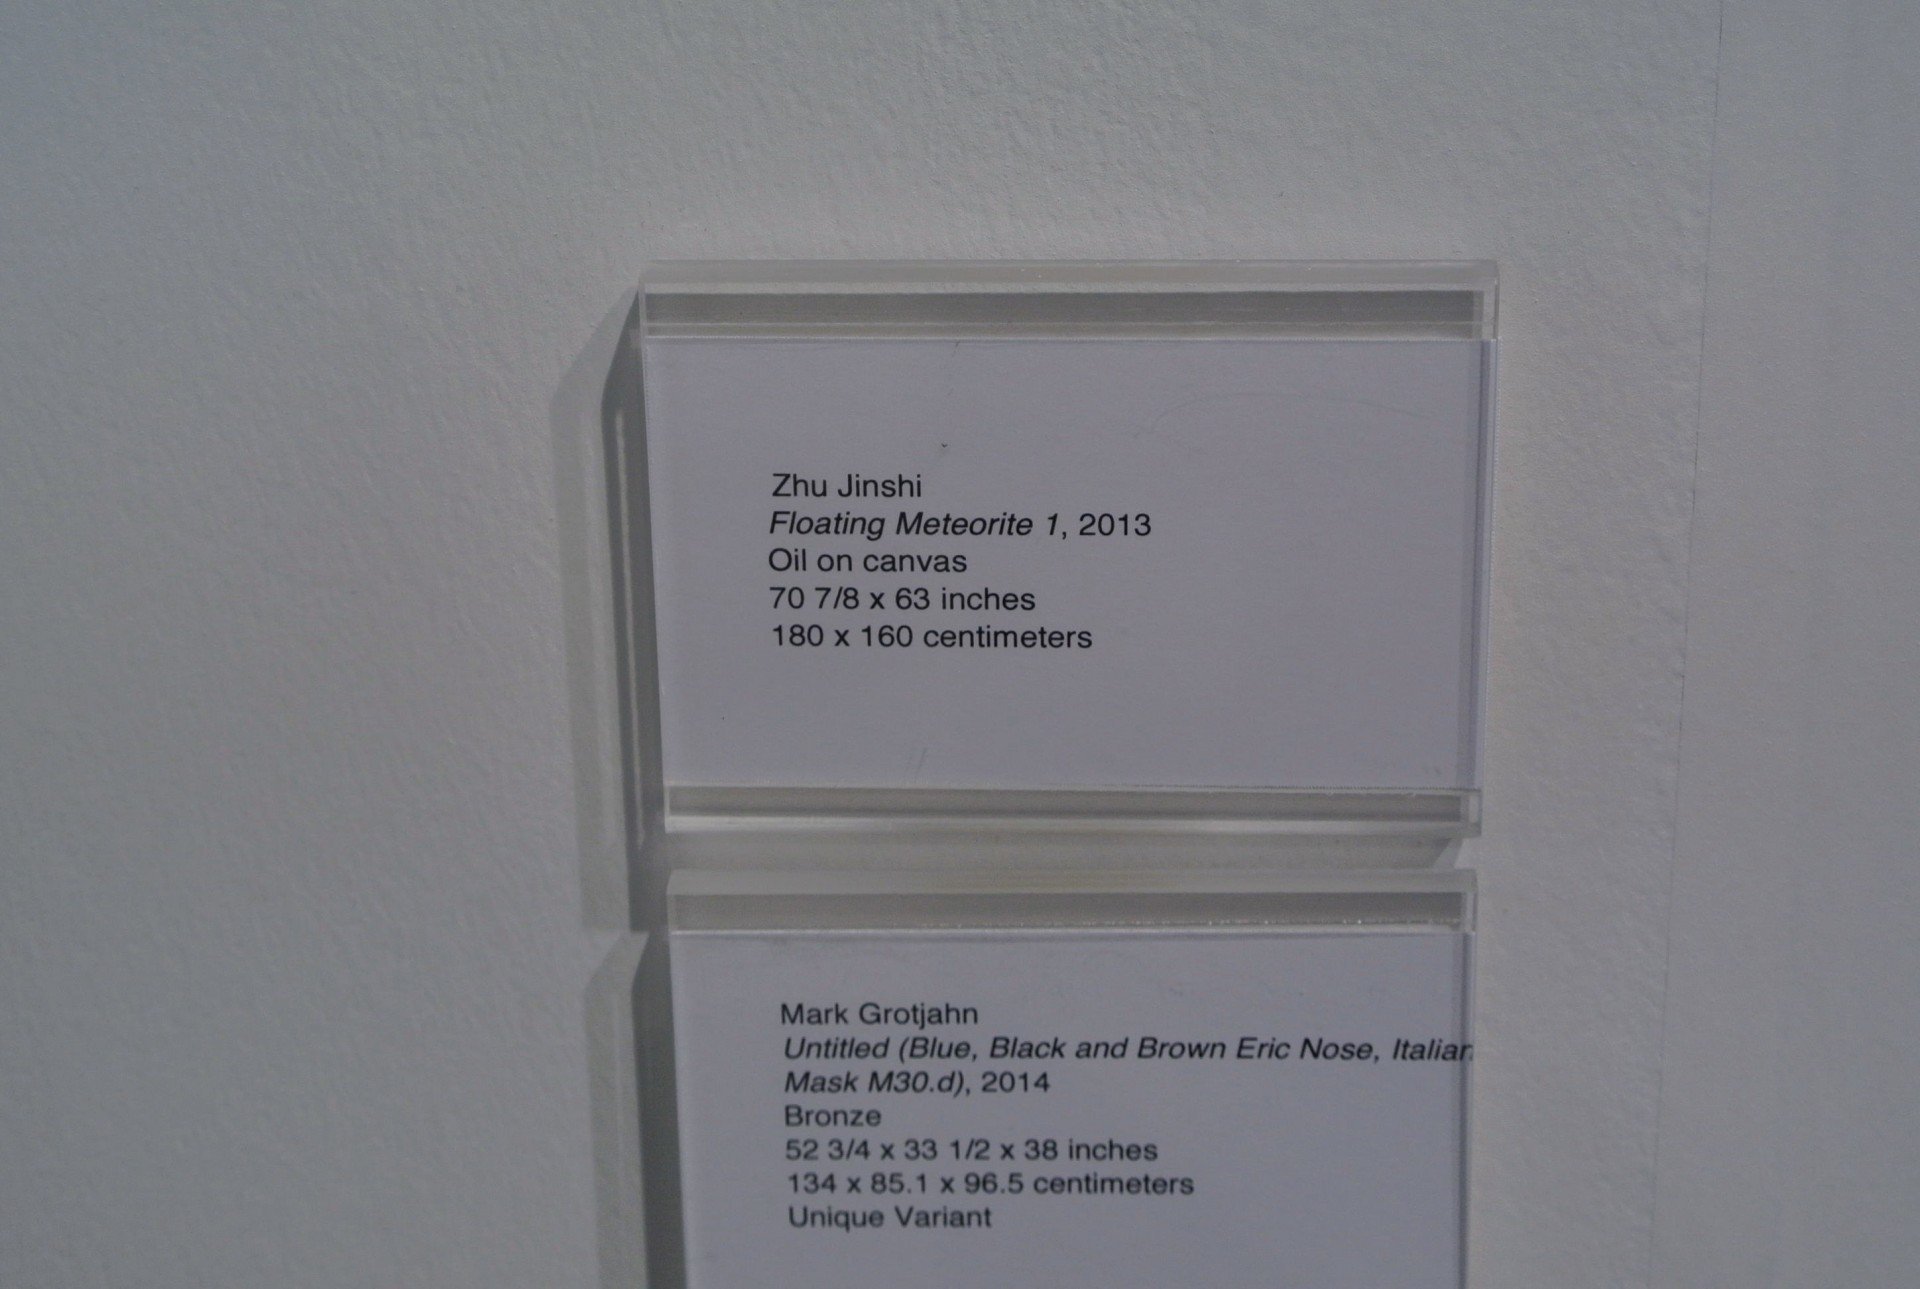 Zhu Jinshi
Floating Meteorite 1, 2013
Oil on canvas
70 7/8 x 63 inches
180 x 160 centimeters
Mark Grotjahn
Untitled (Blue, Black and Brown Eric Nose, Italian
Mask M30.d), 2014
Bronze
52 3/4 x 33 1/2 x 38 inches
134 x 85.1 x 96.5 centimeters
Unique Variant